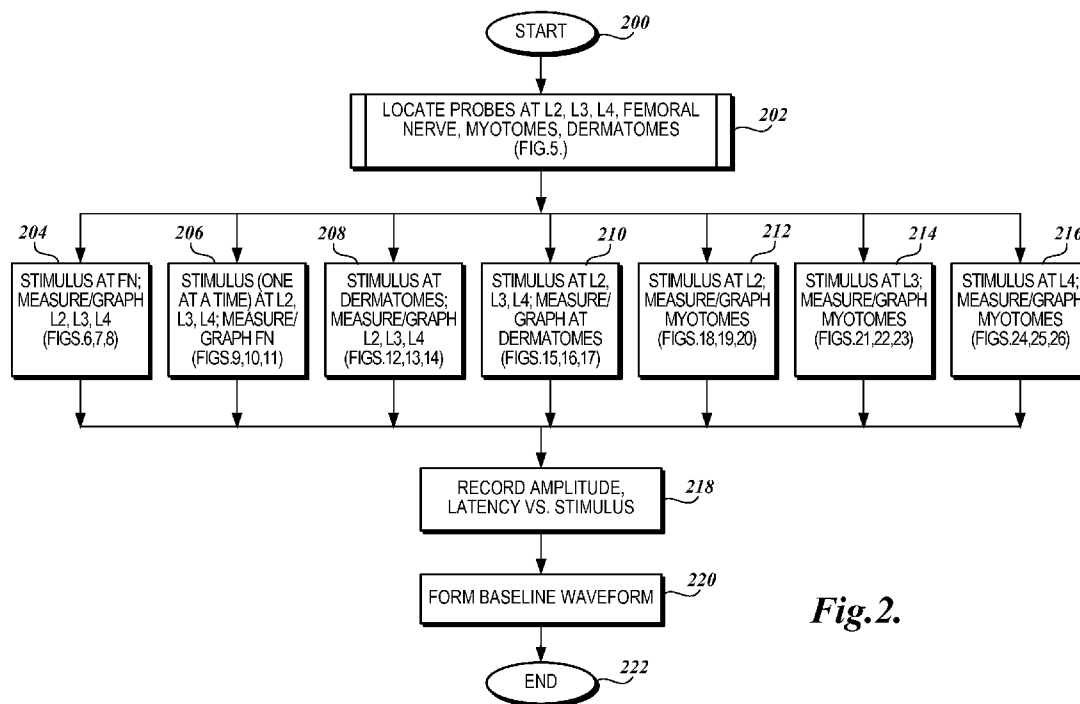 START
200
LOCATE PROBES AT L2, L3, L4, FEMORAL
NERVE, MYOTOMES, DERMATOMES
(FIG.5.)
202
204
STIMULUS AT FN;
MEASURE/GRAPH
L2, L3, L4
(FIGS.6,7,8)
206
STIMULUS (ONE
AT A TIME) AT L2,
L3, L4; MEASURE/
GRAPH FN
(FIGS.9,10,11)
208
STIMULUS AT
DERMATOMES;
MEASURE/GRAPH
L2, L3, L4
(FIGS.12,13,14)
210
STIMULUS AT L2,
L3, L4; MEASURE/
GRAPH AT
DERMATOMES
(FIGS.15,16,17)
212
STIMULUS AT L2;
MEASURE/GRAPH
MYOTOMES
(FIGS.18,19,20)
214
STIMULUS AT L3;
MEASURE/GRAPH
MYOTOMES
(FIGS.21,22,23)
216
STIMULUS AT L4;
MEASURE/GRAPH
MYOTOMES
(FIGS.24,25,26)
RECORD AMPLITUDE,
LATENCY VS. STIMULUS
218
FORM BASELINE WAVEFORM
220
Fig.2.
END
222